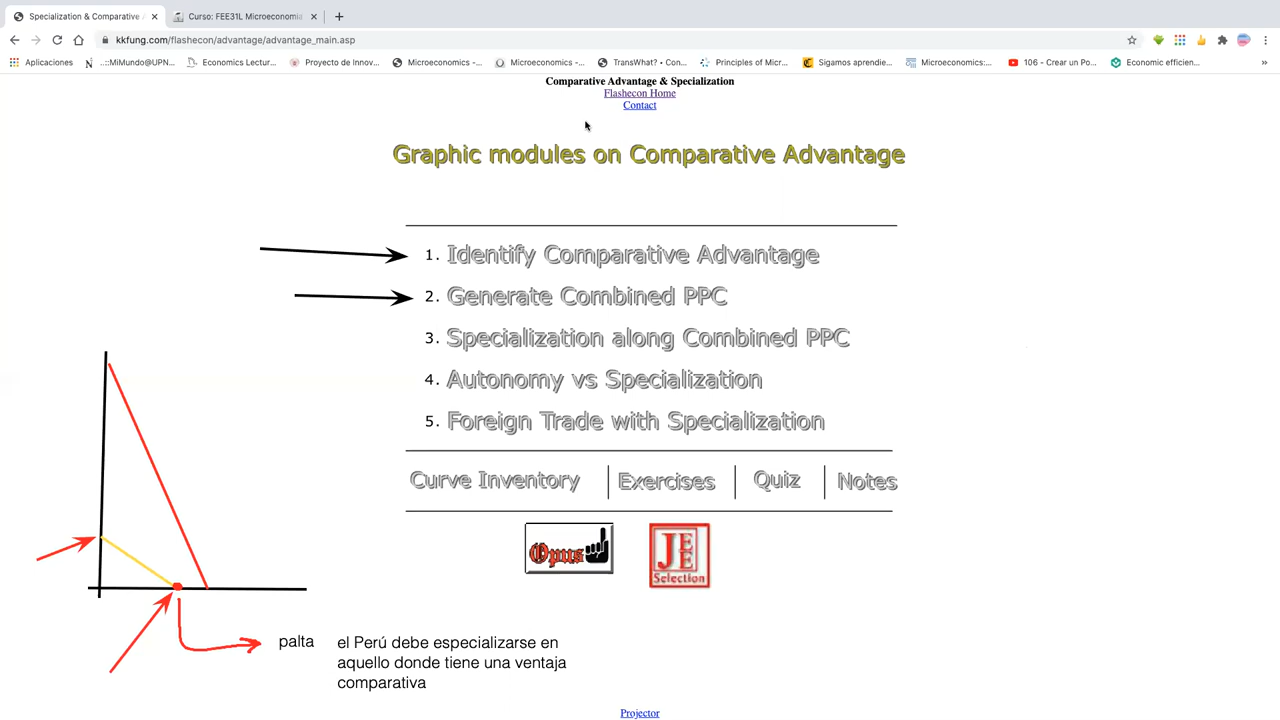 Specialization & Comparative A
Curso: FEE31L Microeconomía
kkfung.com/flashecon/advantage/advantage_main.asp
Aplicaciones
..::MiMundo@UPN...
Economics Lectur...
Proyecto de Innov...
Microeconomics –...
Microeconomics –...
TransWhat? • Con...
Principles of Micr...
Sigamos aprendie...
Microeconomics:...
106 - Crear un Po...
Economic efficien...
Comparative Advantage & Specialization
Flashecon Home
Contact
Graphic modules on Comparative Advantage
1. Identify Comparative Advantage
2. Generate Combined PPC
3. Specialization along Combined PPC
4. Autonomy vs Specialization
5. Foreign Trade with Specialization
Curve Inventory
Exercises
Quiz
Notes
Opus
JEE
Selection
palta
el Perú debe especializarse en
aquello donde tiene una ventaja
comparativa
Projector